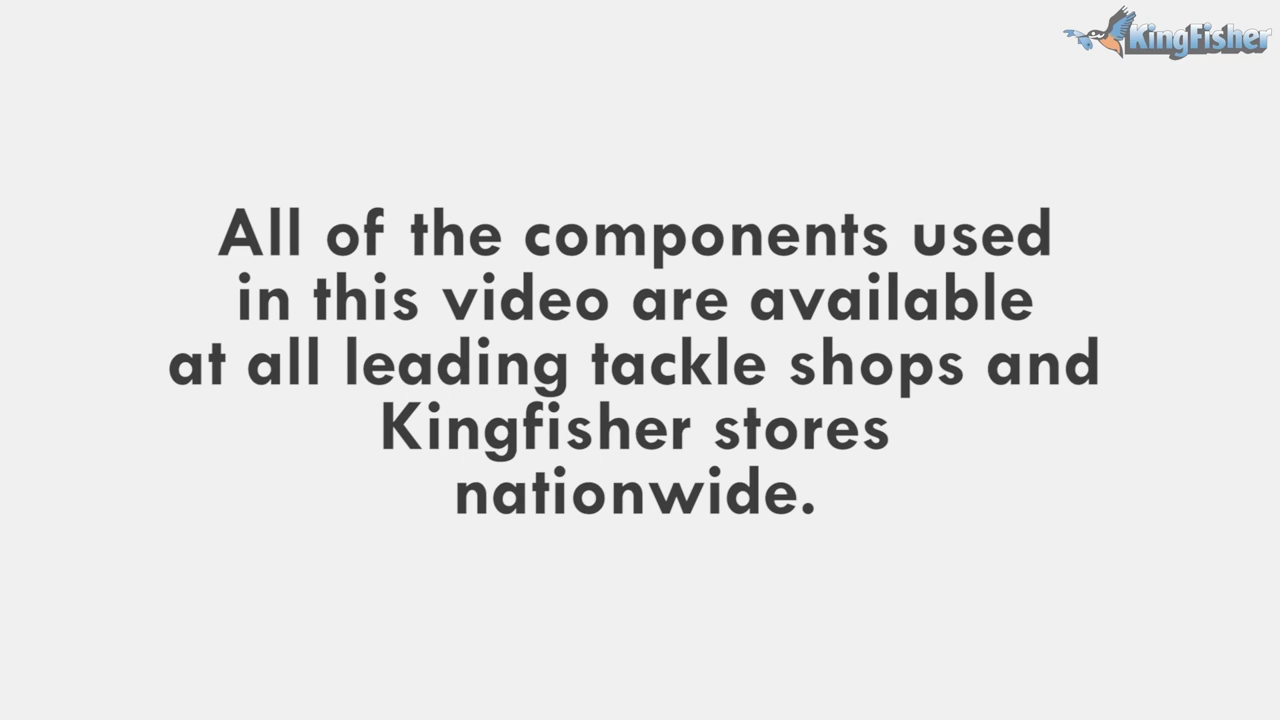 KingFisher
All of the components used
in this video are available
at all leading tackle shops and
Kingfisher stores
nationwide.